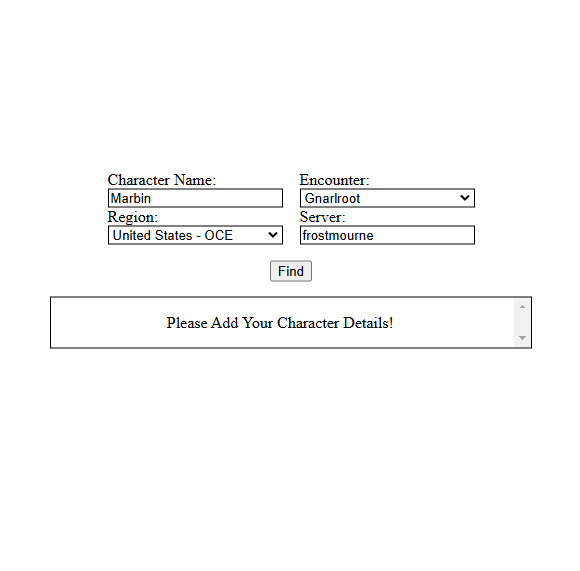 Character Name:
Encounter:
Marbin
Gnarlroot
Region:
Server:
United States - OCE
frostmourne
Find
Please Add Your Character Details!